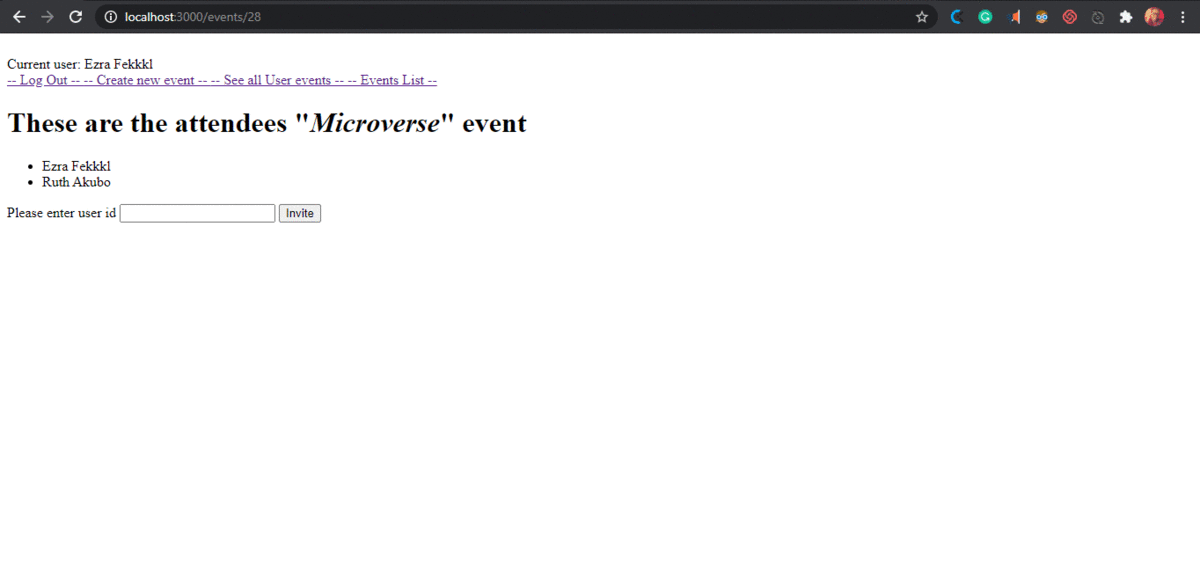 localhost:3000/events/28
Current user: Ezra Fekkkl
-- Log Out -- -- Create new event -- -- See all User events -- -- Events List --
These are the attendees "Microverse" event
Ezra Fekkkl
Ruth Akubo
Please enter user id Invite